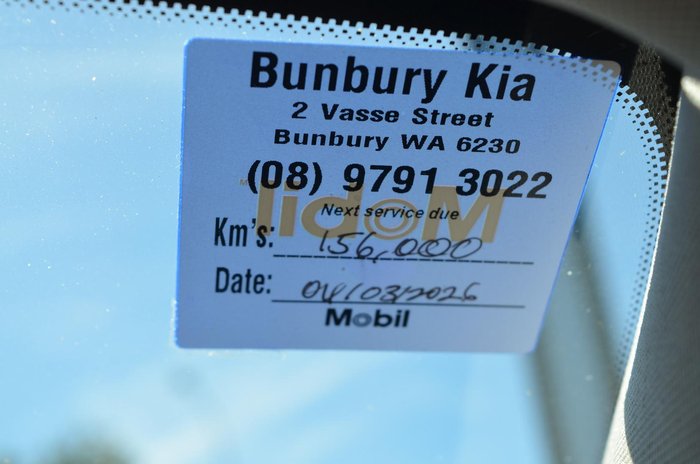 Bunbury Kia
2 Vasse Street
Bunbury WA 6230
(08) 9791 3022
Mobil
Next service due
Km's: 156,000
Date: 04/03/2026
Mobil